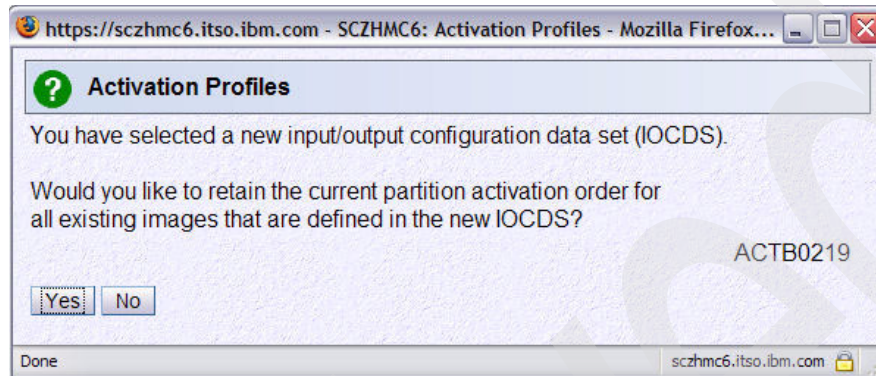 https://sczhmc6.itso.ibm.com - SCZHMC6: Activation Profiles - Mozilla Firefox...
Activation Profiles
You have selected a new input/output configuration data set (IOCDS).
Would you like to retain the current partition activation order for
all existing images that are defined in the new IOCDS?
ACTB0219
Yes No
Done sczhmc6.itso.ibm.com